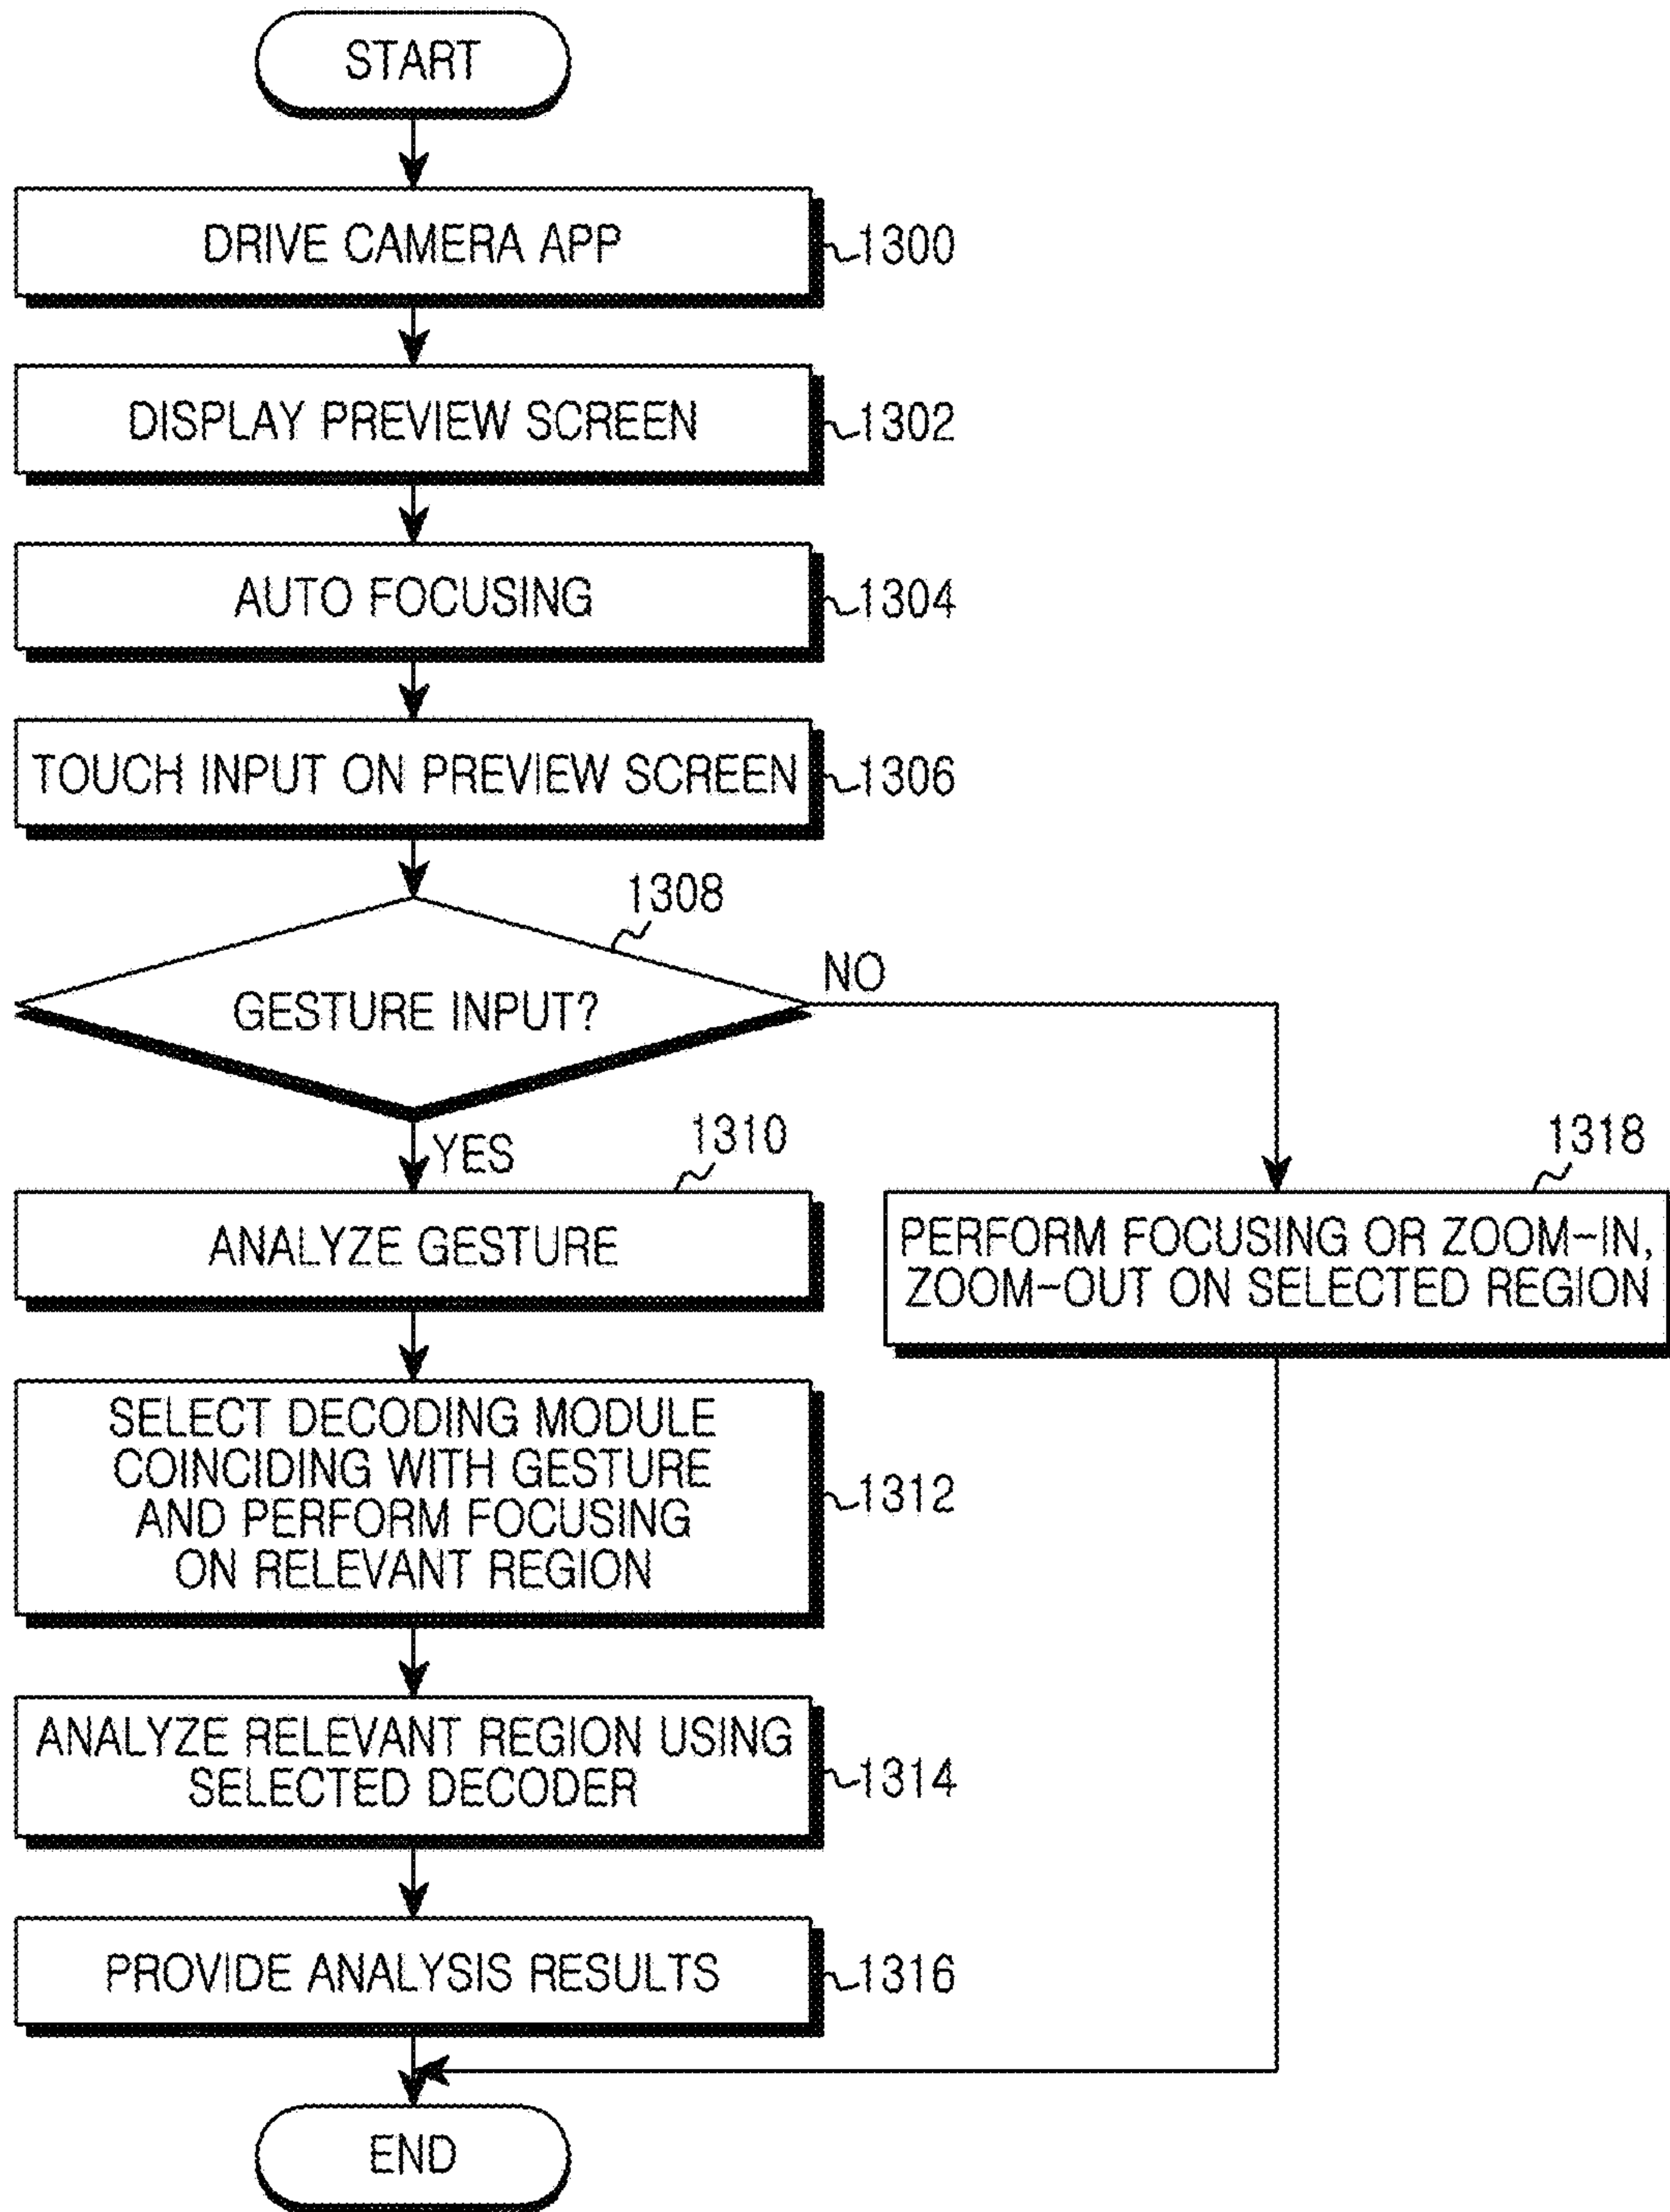 START
DRIVE CAMERA APP
1300
DISPLAY PREVIEW SCREEN
1302
AUTO FOCUSING
1304
TOUCH INPUT ON PREVIEW SCREEN
1306
1308
GESTURE INPUT?
NO
YES
1310
ANALYZE GESTURE
1318
PERFORM FOCUSING OR ZOOM-IN,
ZOOM-OUT ON SELECTED REGION
SELECT DECODING MODULE
COINCIDING WITH GESTURE
AND PERFORM FOCUSING
ON RELEVANT REGION
1312
ANALYZE RELEVANT REGION USING
SELECTED DECODER
1314
PROVIDE ANALYSIS RESULTS
1316
END